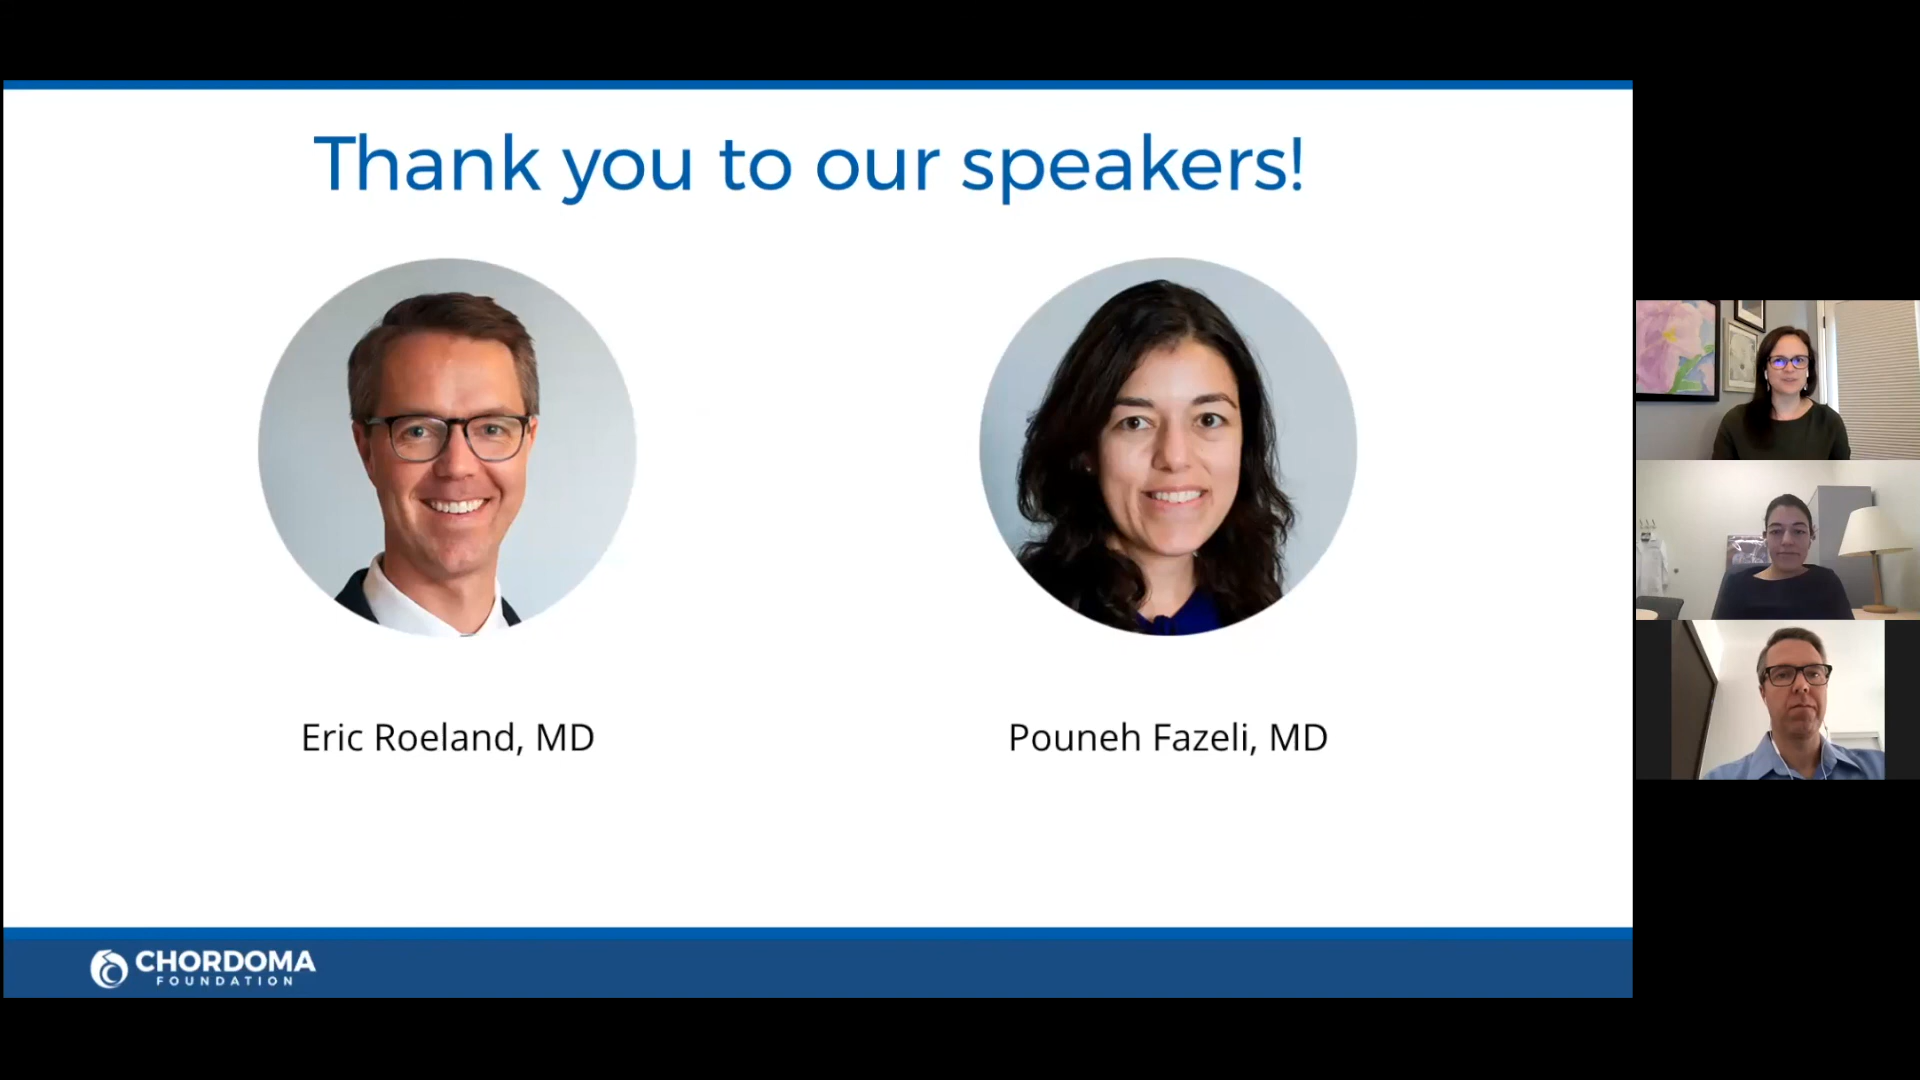 Thank you to our speakers!
Eric Roeland, MD
Pouneh Fazeli, MD
CHORDOMA
FOUNDATION